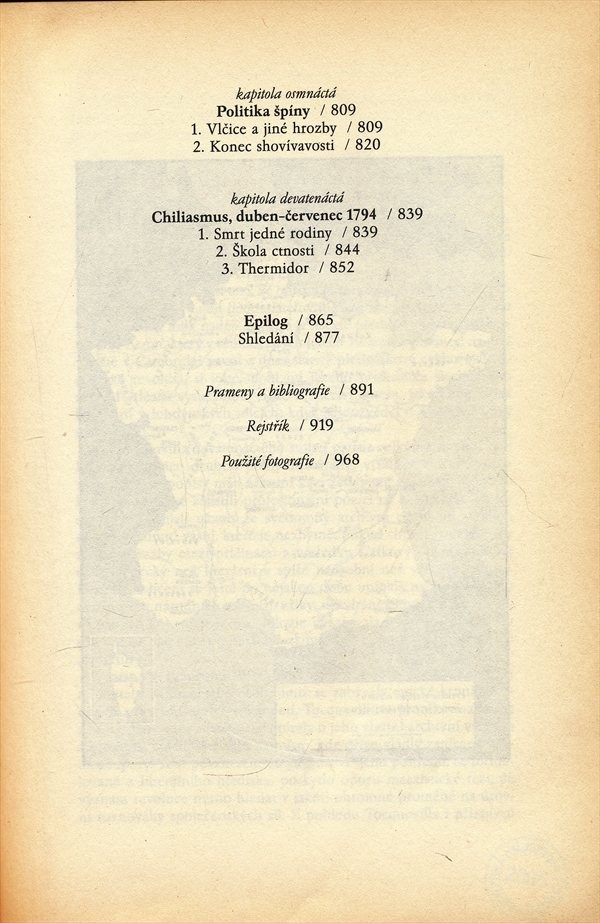 kapitola osmnáctá
Politika špíny / 809
1. Vlčice a jiné hrozby / 809
2. Konec shovívavosti / 820
kapitola devatenáctá
Chiliasmus, duben–červenec 1794 / 839
1. Smrt jedné rodiny / 839
2. Škola ctnosti / 844
3. Thermidor / 852
Epilog / 865
Shledání / 877
Prameny a bibliografie / 891
Rejstřík / 919
Použité fotografie / 968